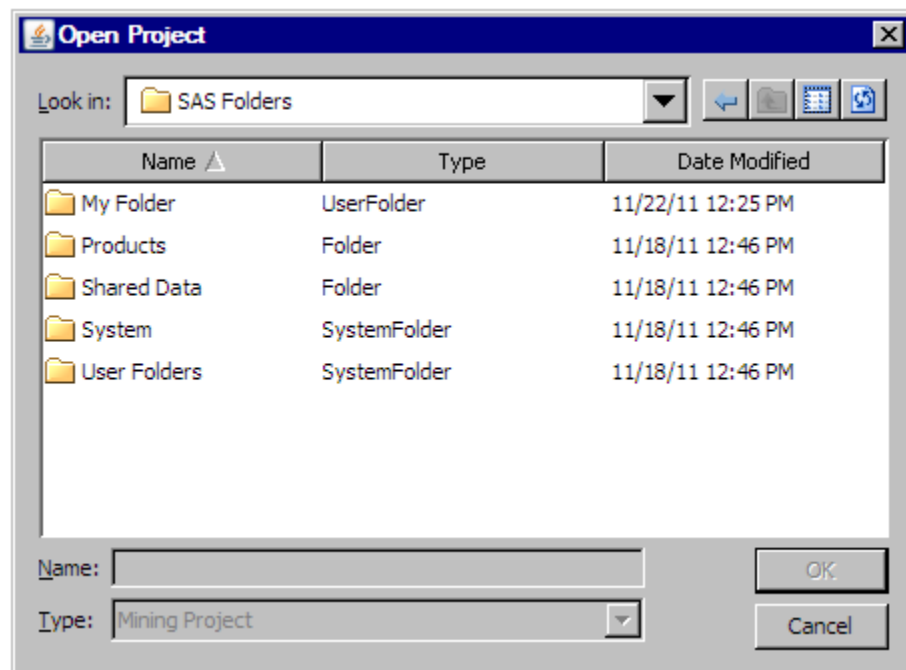 Open Project
Look in: SAS Folders
Name Type Date Modified
My Folder UserFolder 11/22/11 12:25 PM
Products Folder 11/18/11 12:46 PM
Shared Data Folder 11/18/11 12:46 PM
System SystemFolder 11/18/11 12:46 PM
User Folders SystemFolder 11/18/11 12:46 PM
Name: OK
Type: Mining Project Cancel